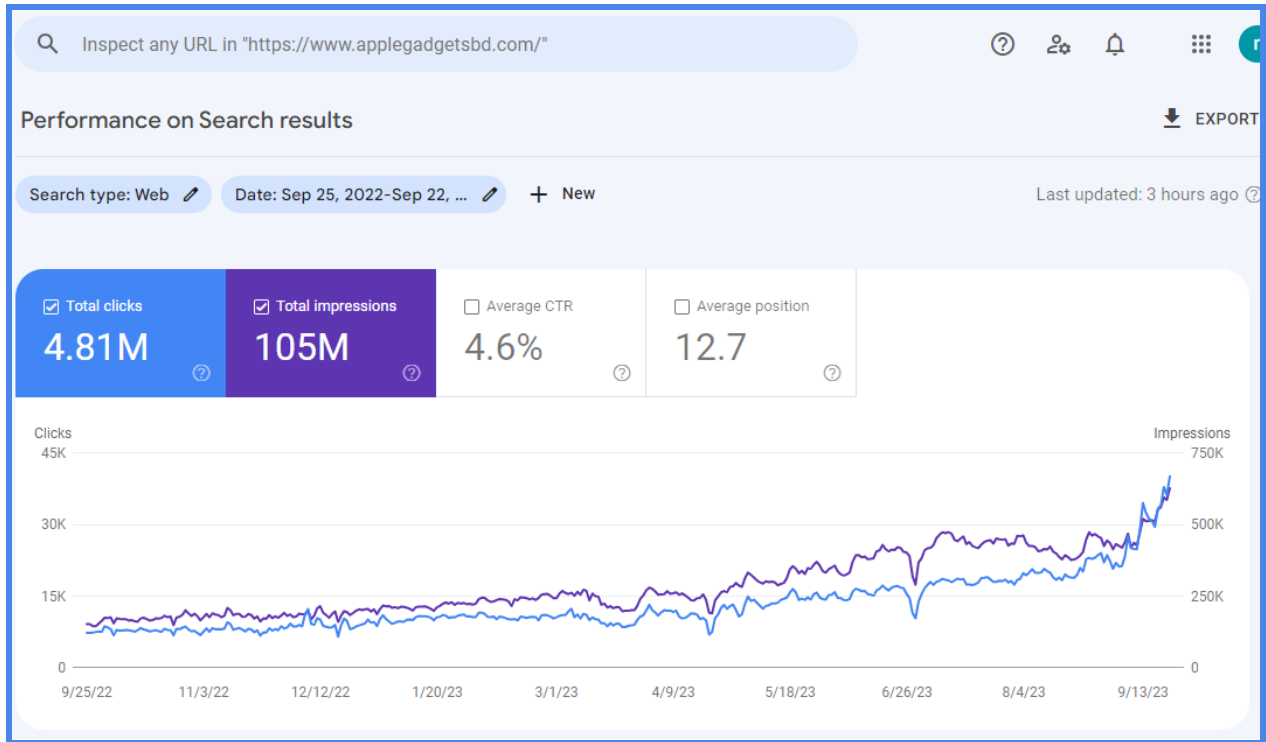 Inspect any URL in "https://www.applegadgetsbd.com/"
Performance on Search results
EXPORT
Search type: Web
Date: Sep 25, 2022-Sep 22, ...
+ New
Last updated: 3 hours ago
Total clicks
4.81M
Total impressions
105M
Average CTR
4.6%
Average position
12.7
Clicks
Impressions
45K
750K
30K
500K
15K
250K
0
0
9/25/22 11/3/22 12/12/22 1/20/23 3/1/23 4/9/23 5/18/23 6/26/23 8/4/23 9/13/23